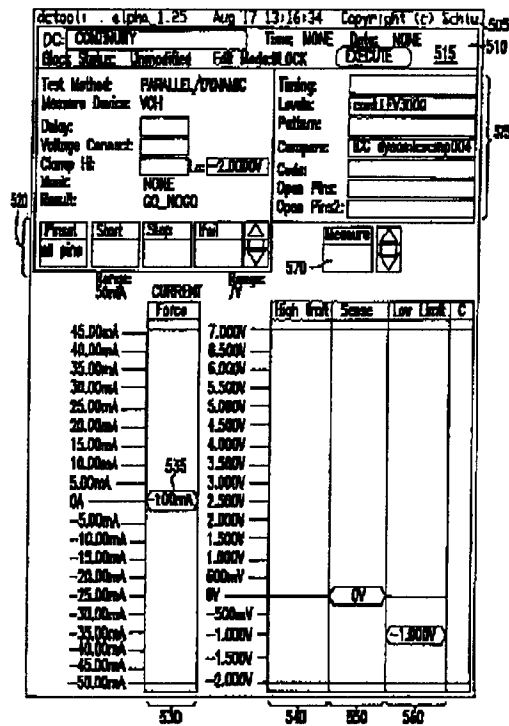 dctool: . alpha 1.25 Aug 17 13:16:34 Copyright (c) Schlu 505
DC: CONTINUITY Time: NONE Date: NONE 510
Block Status: Unmodified Edit Mode: BLOCK EXECUTE 515
Test Method: PARALLEL/DYNAMIC
Measure Device: VCH
Delay:
Voltage Connect:
Clamp Hi: Lo: -2.0000V
Mask: NONE
Result: GO_NOGO
Timing:
Levels:
Pattern:
Compare:
Code:
Open Pins:
Open Pins2:
525
520
Pinset Start Stop Ifail
all pins
Measure
570
Range: 50mA CURRENT Range: /V
Force High limit Sense Low Limit C
45.00mA 7.000V
40.00mA 6.500V
35.00mA 6.000V
30.00mA 5.500V
25.00mA 5.000V
20.00mA 4.500V
15.00mA 4.000V
10.00mA 535 3.500V
5.00mA 3.000V
0A 2.500V
-5.00mA 2.000V
-10.00mA 1.500V
-15.00mA 1.000V
-20.00mA
-25.00mA 0V 0V
-30.00mA -500mV
-35.00mA -1.000V
-40.00mA
-45.00mA -1.500V
-50.00mA -2.000V
530 540 550 560